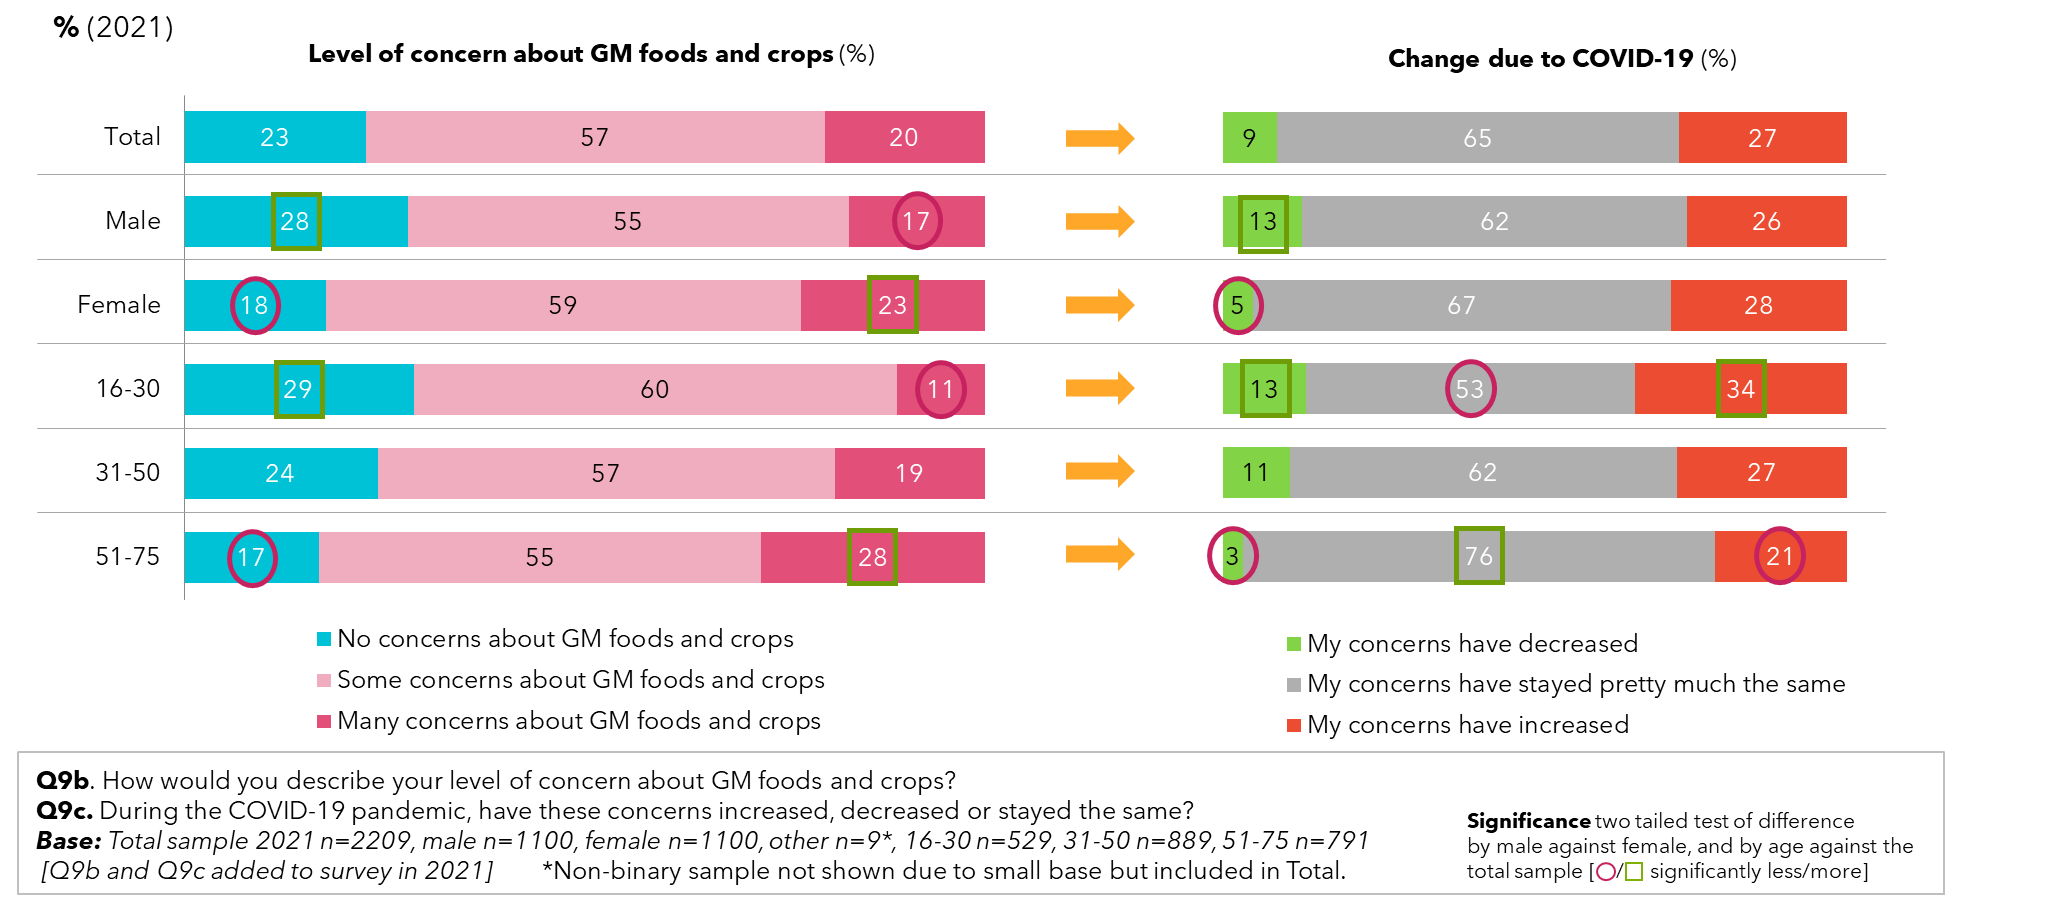 % (2021)
Level of concern about GM foods and crops (%)
Change due to COVID-19 (%)
Total 23 57 20 9 65 27
Male 28 55 17 13 62 26
Female 18 59 23 5 67 28
16-30 29 60 11 13 53 34
31-50 24 57 19 11 62 27
51-75 17 55 28 3 76 21
No concerns about GM foods and crops
Some concerns about GM foods and crops
Many concerns about GM foods and crops
My concerns have decreased
My concerns have stayed pretty much the same
My concerns have increased
Q9b. How would you describe your level of concern about GM foods and crops?
Q9c. During the COVID-19 pandemic, have these concerns increased, decreased or stayed the same?
Base: Total sample 2021 n=2209, male n=1100, female n=1100, other n=9*, 16-30 n=529, 31-50 n=889, 51-75 n=791
[Q9b and Q9c added to survey in 2021] *Non-binary sample not shown due to small base but included in Total.
Significance two tailed test of difference
by male against female, and by age against the
total sample [○/□ significantly less/more]